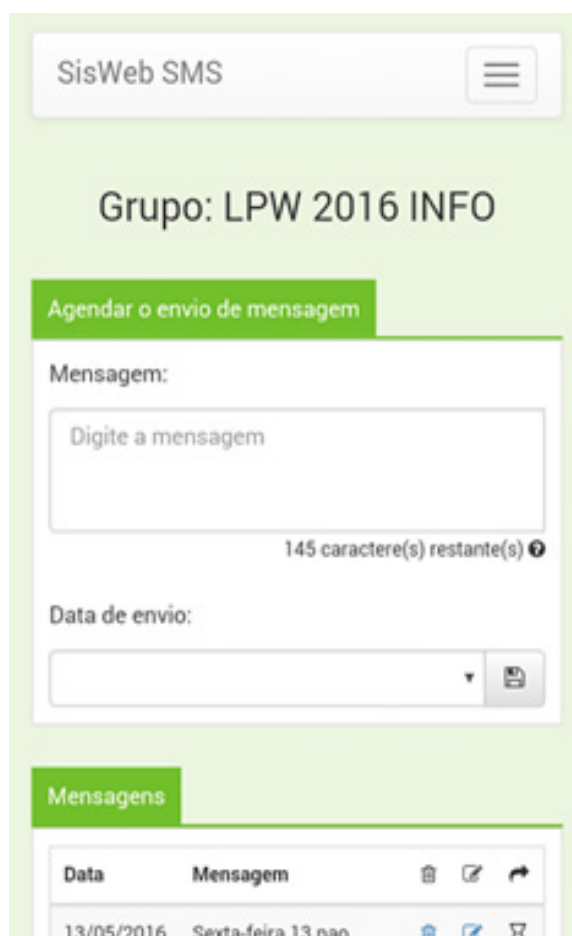 SisWeb SMS
Grupo: LPW 2016 INFO
Agendar o envio de mensagem
Mensagem:
Digite a mensagem
145 caractere(s) restante(s)
Data de envio:
Mensagens
Data Mensagem
13/05/2016 Sexta-feira 13 nao